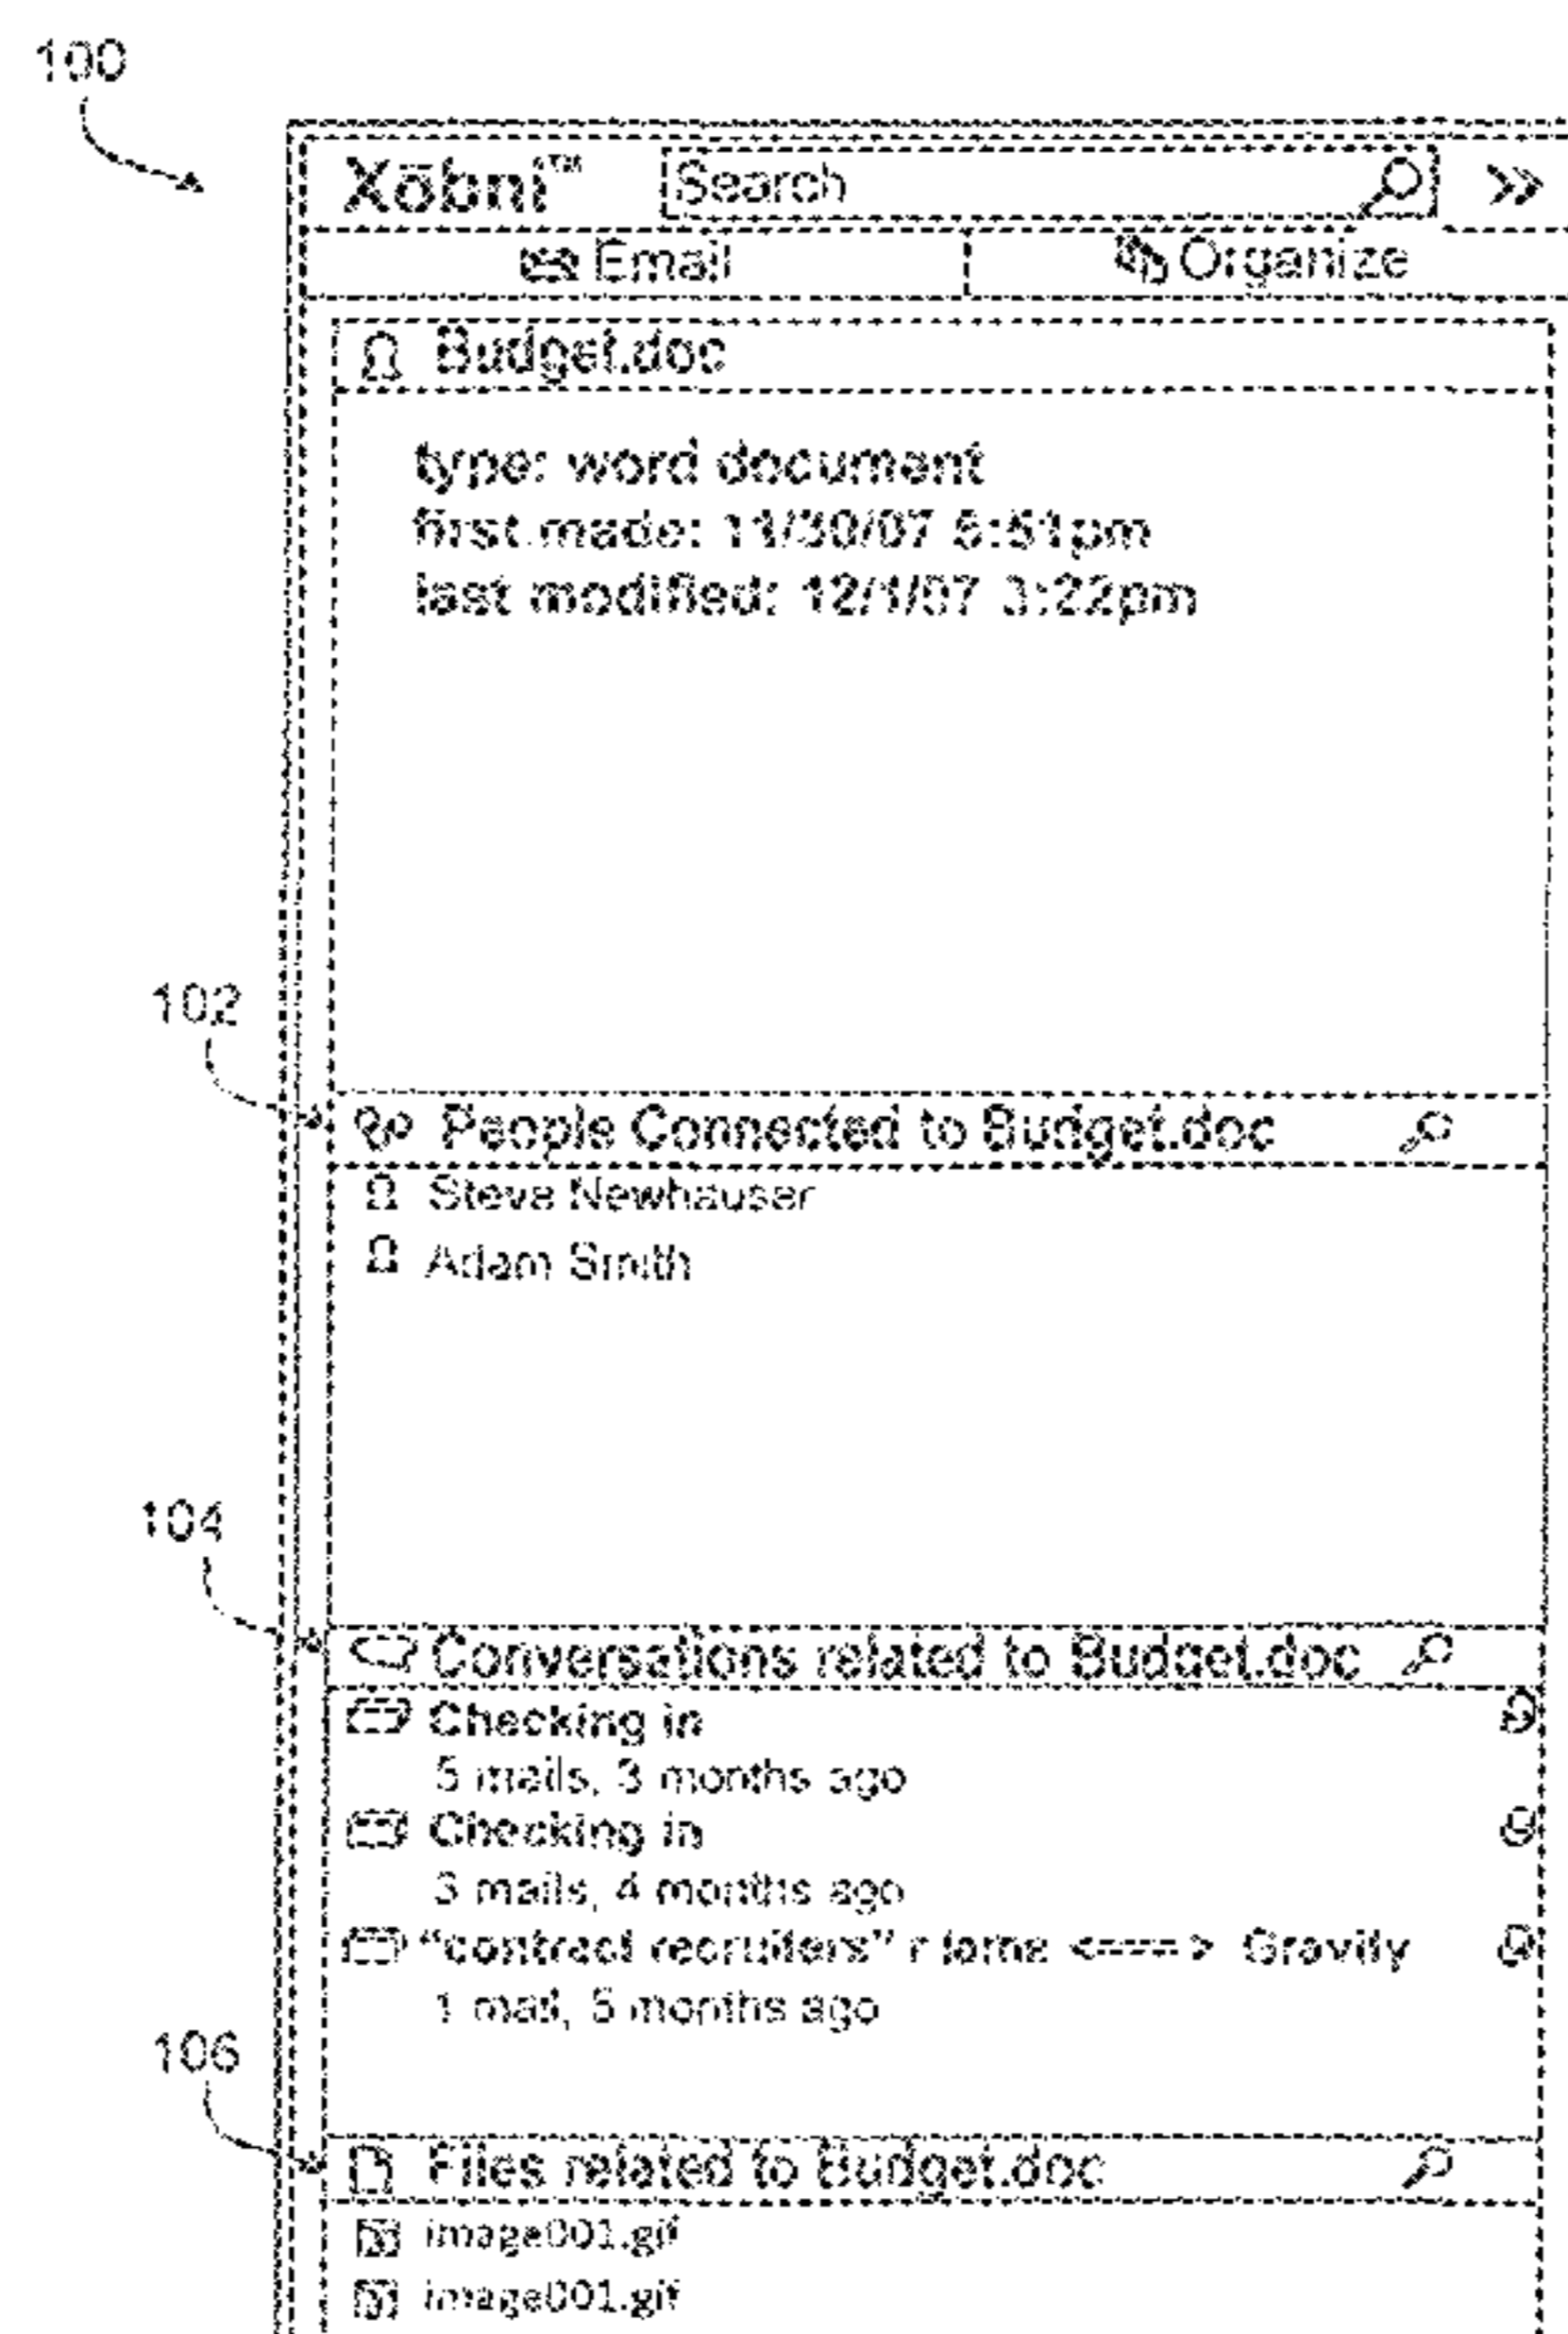 100
Xobni™ Search »
Email Organize
Budget.doc
type: word document
first made: 11/30/07 5:51pm
last modified: 12/1/07 3:22pm
102
People Connected to Budget.doc
Steve Newhauser
Adam Smith
104
Conversations related to Budget.doc
Checking in
5 mails, 3 months ago
Checking in
3 mails, 4 months ago
"contract recruiters" <----> Gravity
1 mail, 5 months ago
106
Files related to Budget.doc
image001.gif
image001.gif